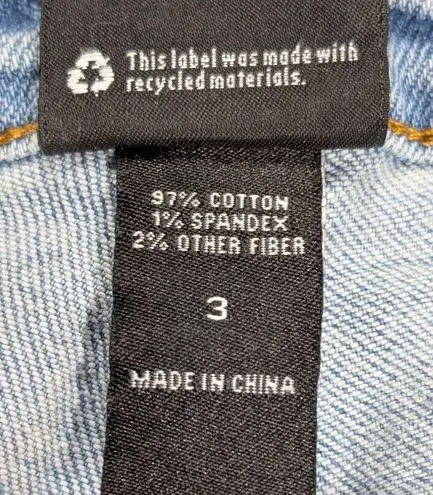 This label was made with
recycled materials.
97% COTTON
1% SPANDEX
2% OTHER FIBER
3
MADE IN CHINA